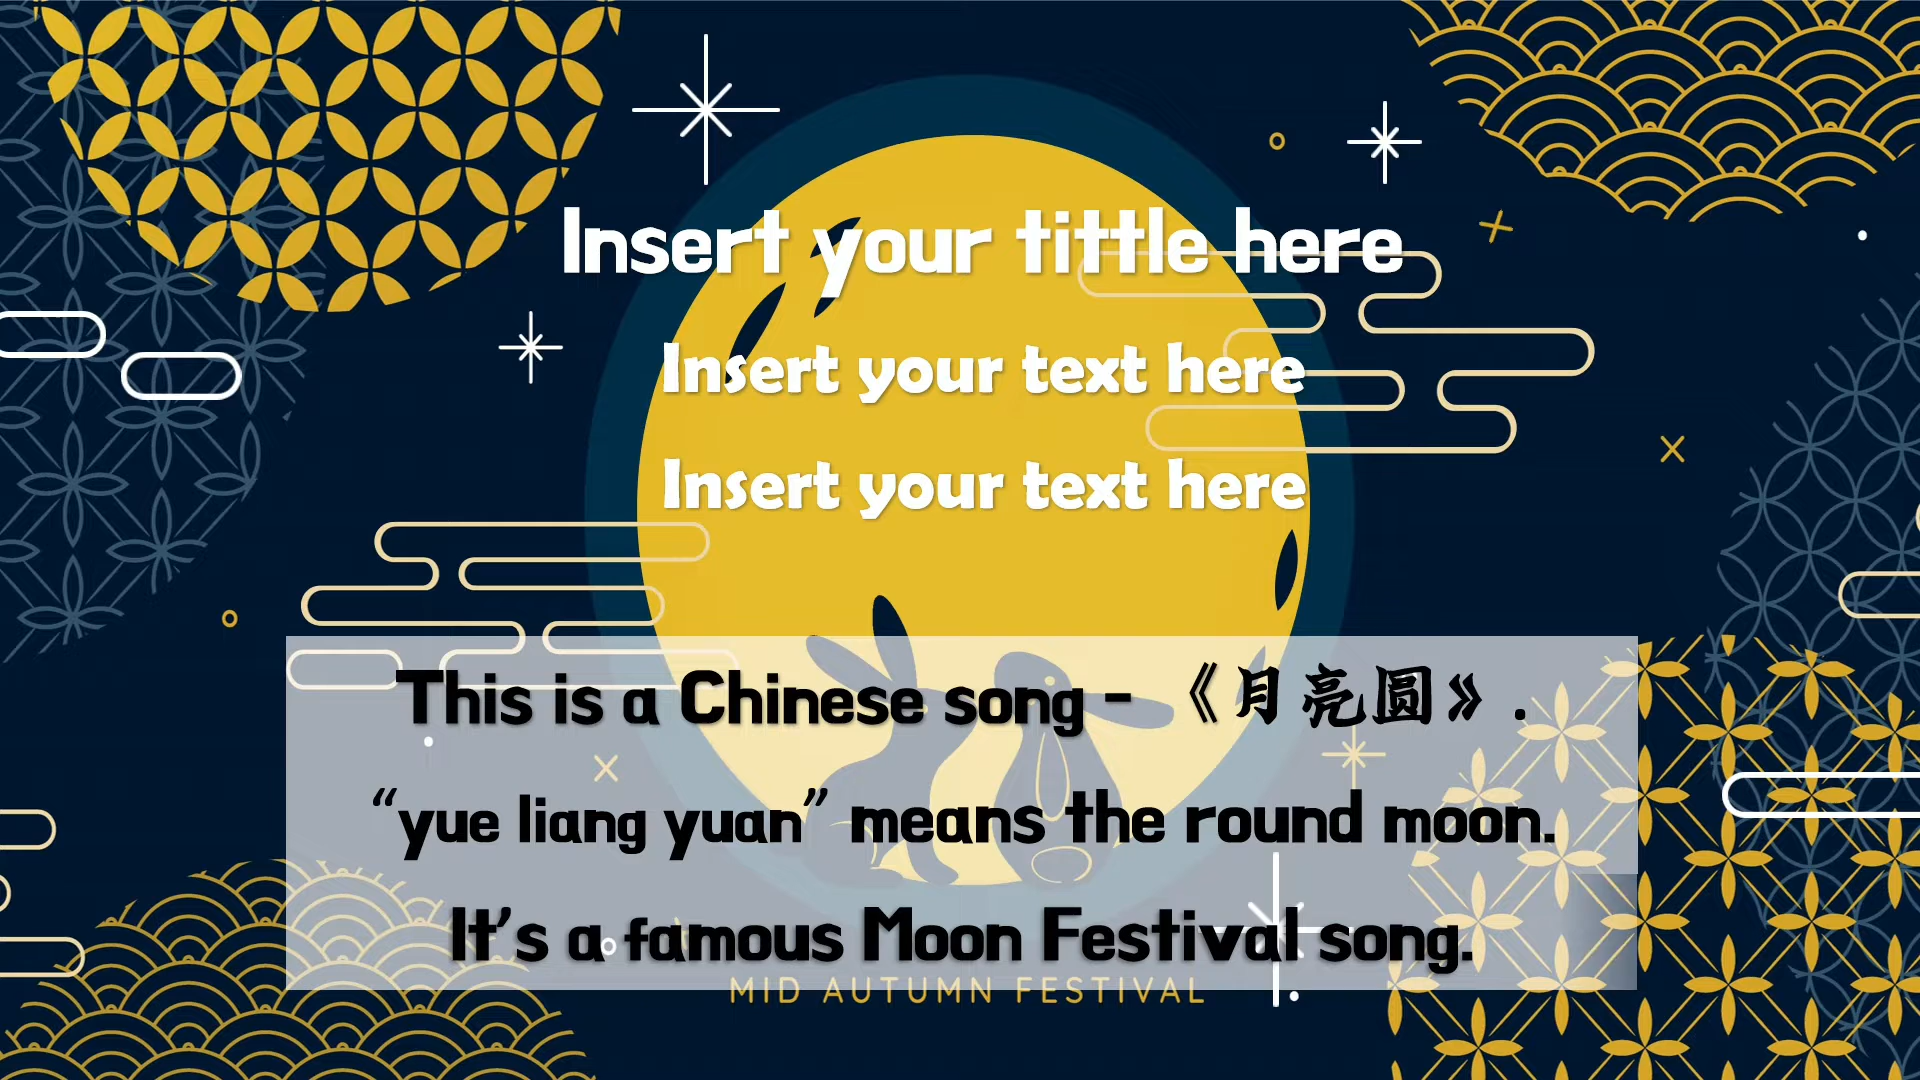 Insert your tittle here
Insert your text here
Insert your text here
This is a Chinese song - 《月亮圆》.
“yue liang yuan” means the round moon.
It’s a famous Moon Festival song.
MID AUTUMN FESTIVAL